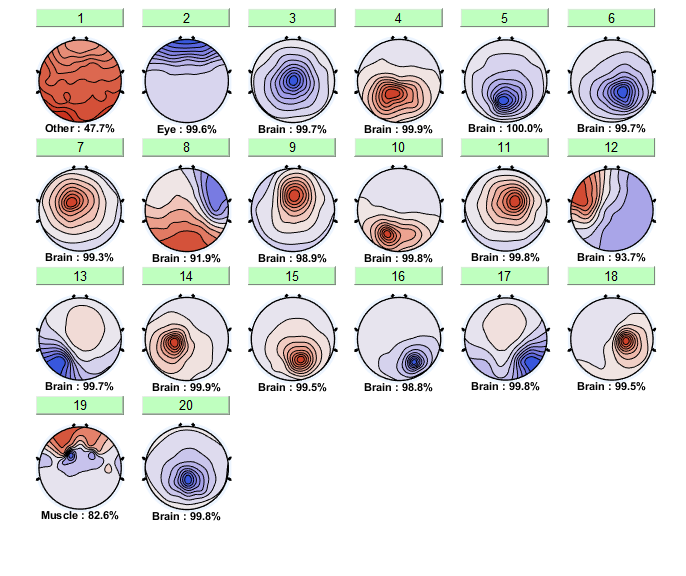 1 2 3 4 5 6
Other : 47.7% Eye : 99.6% Brain : 99.7% Brain : 99.9% Brain : 100.0% Brain : 99.7%
7 8 9 10 11 12
Brain : 99.3% Brain : 91.9% Brain : 98.9% Brain : 99.8% Brain : 99.8% Brain : 93.7%
13 14 15 16 17 18
Brain : 99.7% Brain : 99.9% Brain : 99.5% Brain : 98.8% Brain : 99.8% Brain : 99.5%
19 20
Muscle : 82.6% Brain : 99.8%